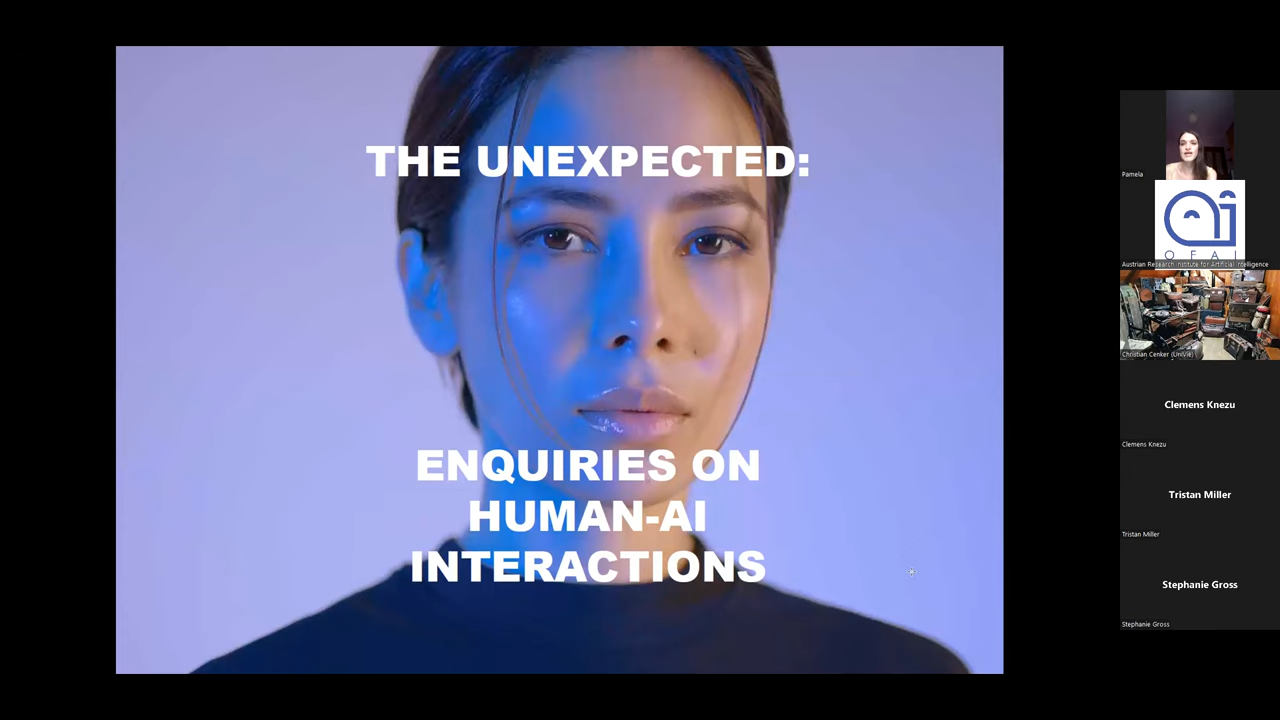 THE UNEXPECTED:
ENQUIRIES ON
HUMAN-AI
INTERACTIONS
Pamela
OFAI
Austrian Research Institute for Artificial Intelligence
Christian Cenker (UniVie)
Clemens Knezu
Clemens Knezu
Tristan Miller
Tristan Miller
Stephanie Gross
Stephanie Gross